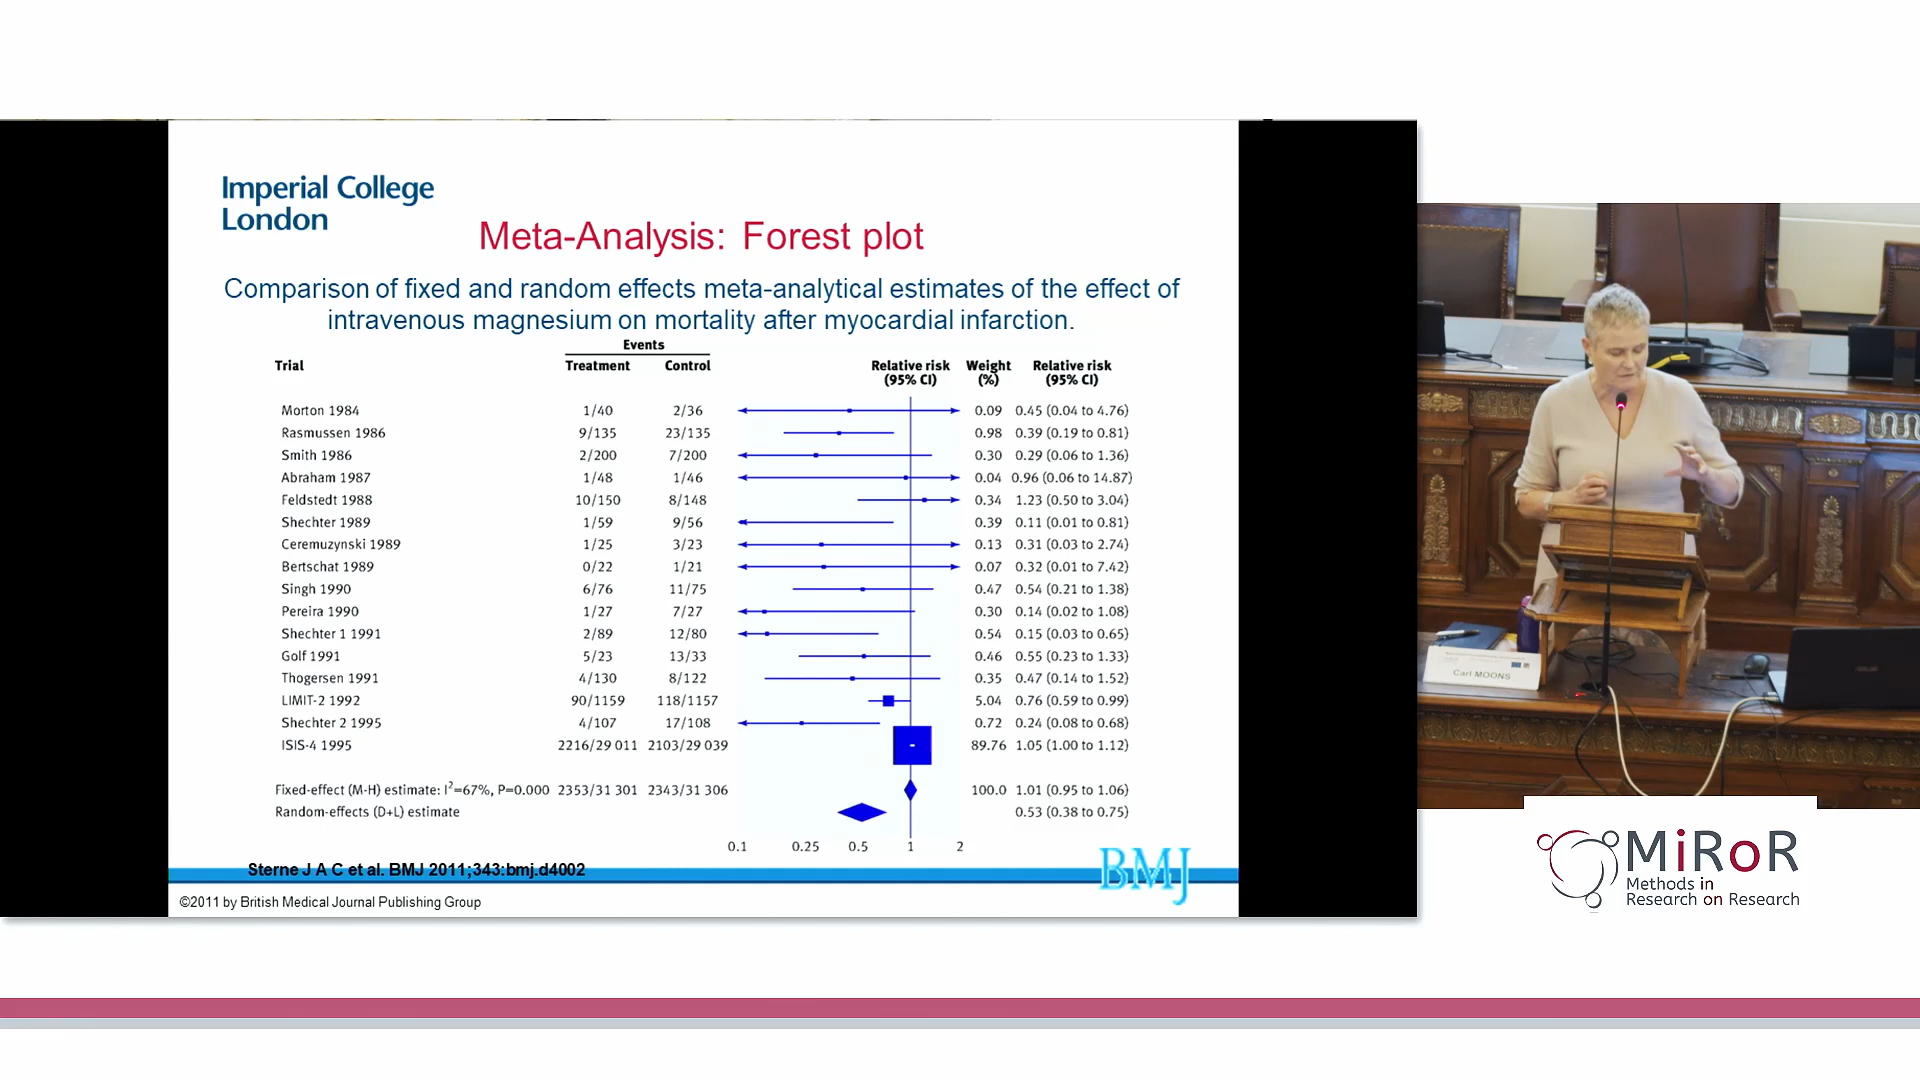 Imperial College
London
Meta-Analysis: Forest plot
Comparison of fixed and random effects meta-analytical estimates of the effect of
intravenous magnesium on mortality after myocardial infarction.
Events
Trial Treatment Control Relative risk (95% CI) Weight (%) Relative risk (95% CI)
Morton 1984 1/40 2/36 0.09 0.45 (0.04 to 4.76)
Rasmussen 1986 9/135 23/135 0.98 0.39 (0.19 to 0.81)
Smith 1986 2/200 7/200 0.30 0.29 (0.06 to 1.36)
Abraham 1987 1/48 1/46 0.04 0.96 (0.06 to 14.87)
Feldstedt 1988 10/150 8/148 0.34 1.23 (0.50 to 3.04)
Shechter 1989 1/59 9/56 0.39 0.11 (0.01 to 0.81)
Ceremuzynski 1989 1/25 3/23 0.13 0.31 (0.03 to 2.74)
Bertschat 1989 0/22 1/21 0.07 0.32 (0.01 to 7.42)
Singh 1990 6/76 11/75 0.47 0.54 (0.21 to 1.38)
Pereira 1990 1/27 7/27 0.30 0.14 (0.02 to 1.08)
Shechter 1 1991 2/89 12/80 0.54 0.15 (0.03 to 0.65)
Golf 1991 5/23 13/33 0.46 0.55 (0.23 to 1.33)
Thogersen 1991 4/130 8/122 0.35 0.47 (0.14 to 1.52)
LIMIT-2 1992 90/1159 118/1157 5.04 0.76 (0.59 to 0.99)
Shechter 2 1995 4/107 17/108 0.72 0.24 (0.08 to 0.68)
ISIS-4 1995 2216/29 011 2103/29 039 89.76 1.05 (1.00 to 1.12)
Fixed-effect (M-H) estimate: I²=67%, P=0.000 2353/31 301 2343/31 306 100.0 1.01 (0.95 to 1.06)
Random-effects (D+L) estimate 0.53 (0.38 to 0.75)
0.1 0.25 0.5 1 2
Sterne J A C et al. BMJ 2011;343:bmj.d4002
BMJ
©2011 by British Medical Journal Publishing Group
Carl MOONS
MiRoR
Methods in
Research on Research